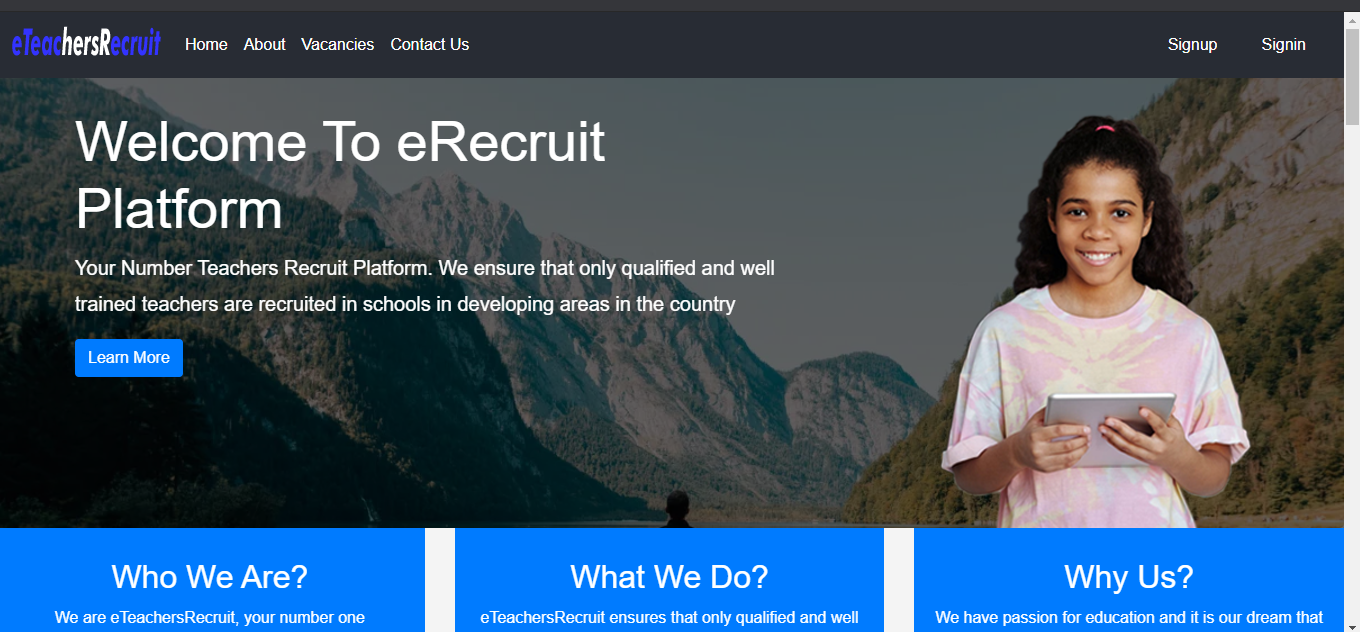 eTeachersRecruit Home About Vacancies Contact Us Signup Signin
Welcome To eRecruit
Platform
Your Number Teachers Recruit Platform. We ensure that only qualified and well
trained teachers are recruited in schools in developing areas in the country
Learn More
Who We Are?
We are eTeachersRecruit, your number one
What We Do?
eTeachersRecruit ensures that only qualified and well
Why Us?
We have passion for education and it is our dream that